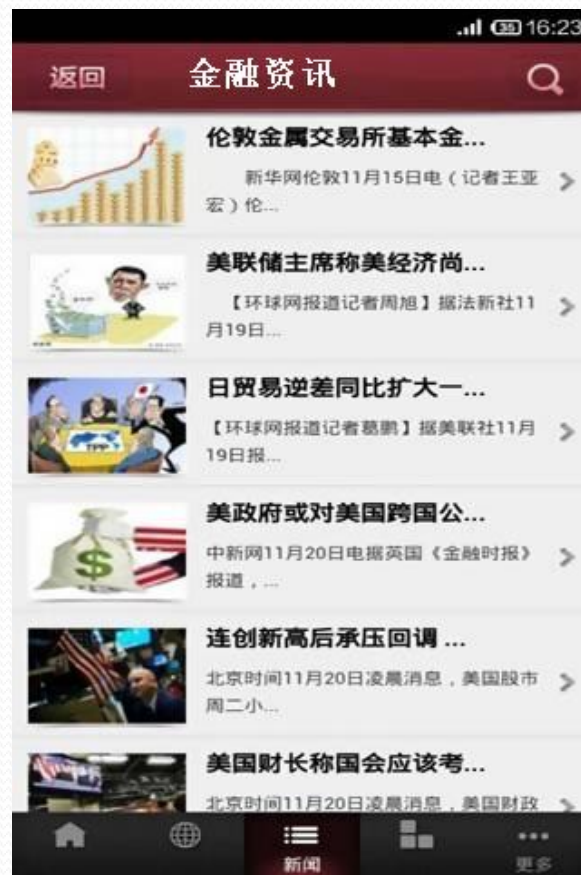 35 16:23
返回 金融资讯
伦敦金属交易所基本金...
新华网伦敦11月15日电（记者王亚
宏）伦...
美联储主席称美经济尚...
【环球网报道记者周旭】据法新社11
月19日...
日贸易逆差同比扩大一...
【环球网报道记者葛鹏】据美联社11月
19日报...
TPP
美政府或对美国跨国公...
中新网11月20日电据英国《金融时报》
报道，...
$
连创新高后承压回调 ...
北京时间11月20日凌晨消息，美国股市
周二小...
美国财长称国会应该考...
北京时间11月20日凌晨消息，美国财政
新闻 更多